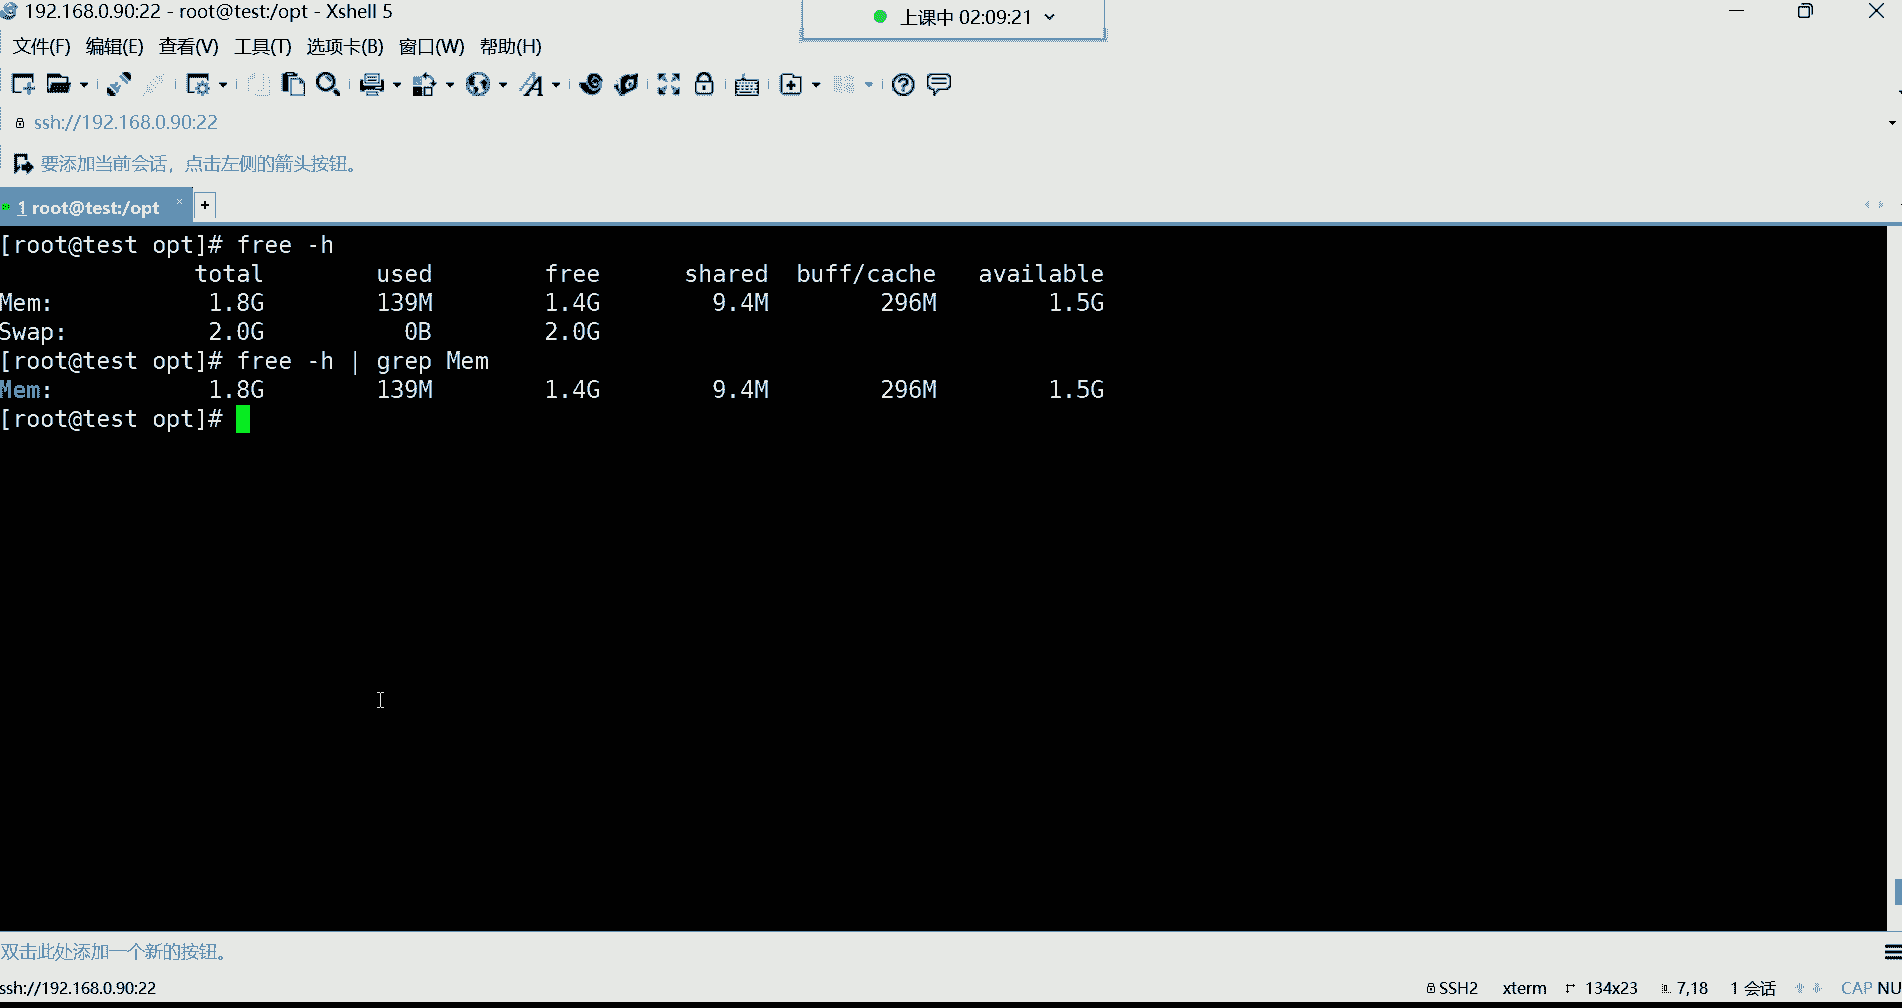 192.168.0.90:22 - root@test:/opt - Xshell 5
上课中 02:09:21
文件(F) 编辑(E) 查看(V) 工具(T) 选项卡(B) 窗口(W) 帮助(H)
ssh://192.168.0.90:22
要添加当前会话，点击左侧的箭头按钮。
1 root@test:/opt × +
[root@test opt]# free -h
total used free shared buff/cache available
Mem: 1.8G 139M 1.4G 9.4M 296M 1.5G
Swap: 2.0G 0B 2.0G
[root@test opt]# free -h | grep Mem
Mem: 1.8G 139M 1.4G 9.4M 296M 1.5G
[root@test opt]#
双击此处添加一个新的按钮。
ssh://192.168.0.90:22 SSH2 xterm 134x23 7,18 1 会话 CAP NU